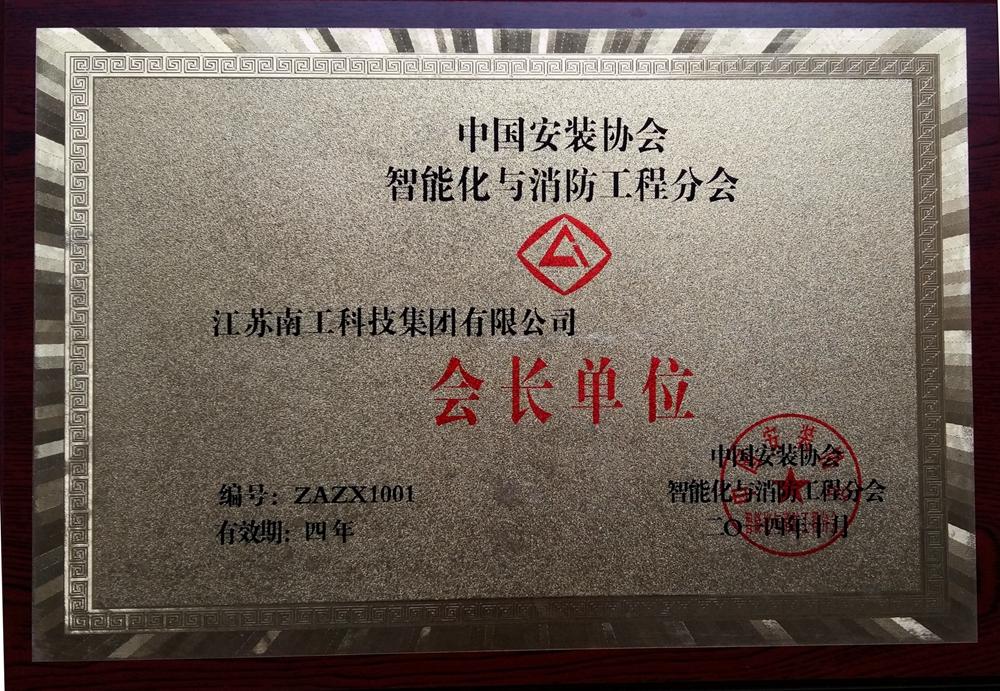 中国安装协会
智能化与消防工程分会
江苏南工科技集团有限公司
会长单位
编号：ZAZX1001
有效期：四年
中国安装协会
智能化与消防工程分会
二〇一四年十月